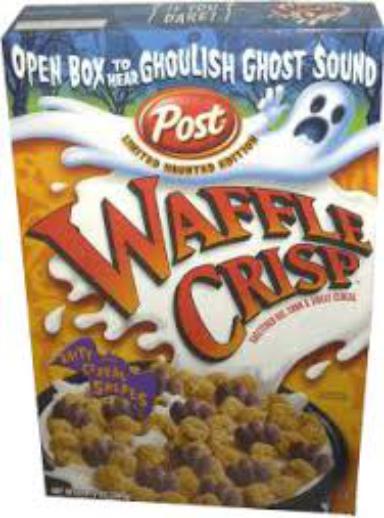 IF YOU
DARE!
OPEN BOX TO HEAR GHOULISH GHOST SOUND
Post
LIMITED HAUNTED EDITION
WAFFLE
CRISP
SWEETENED OAT, CORN & WHEAT CEREAL
BATTY
CEREAL
SHAPES